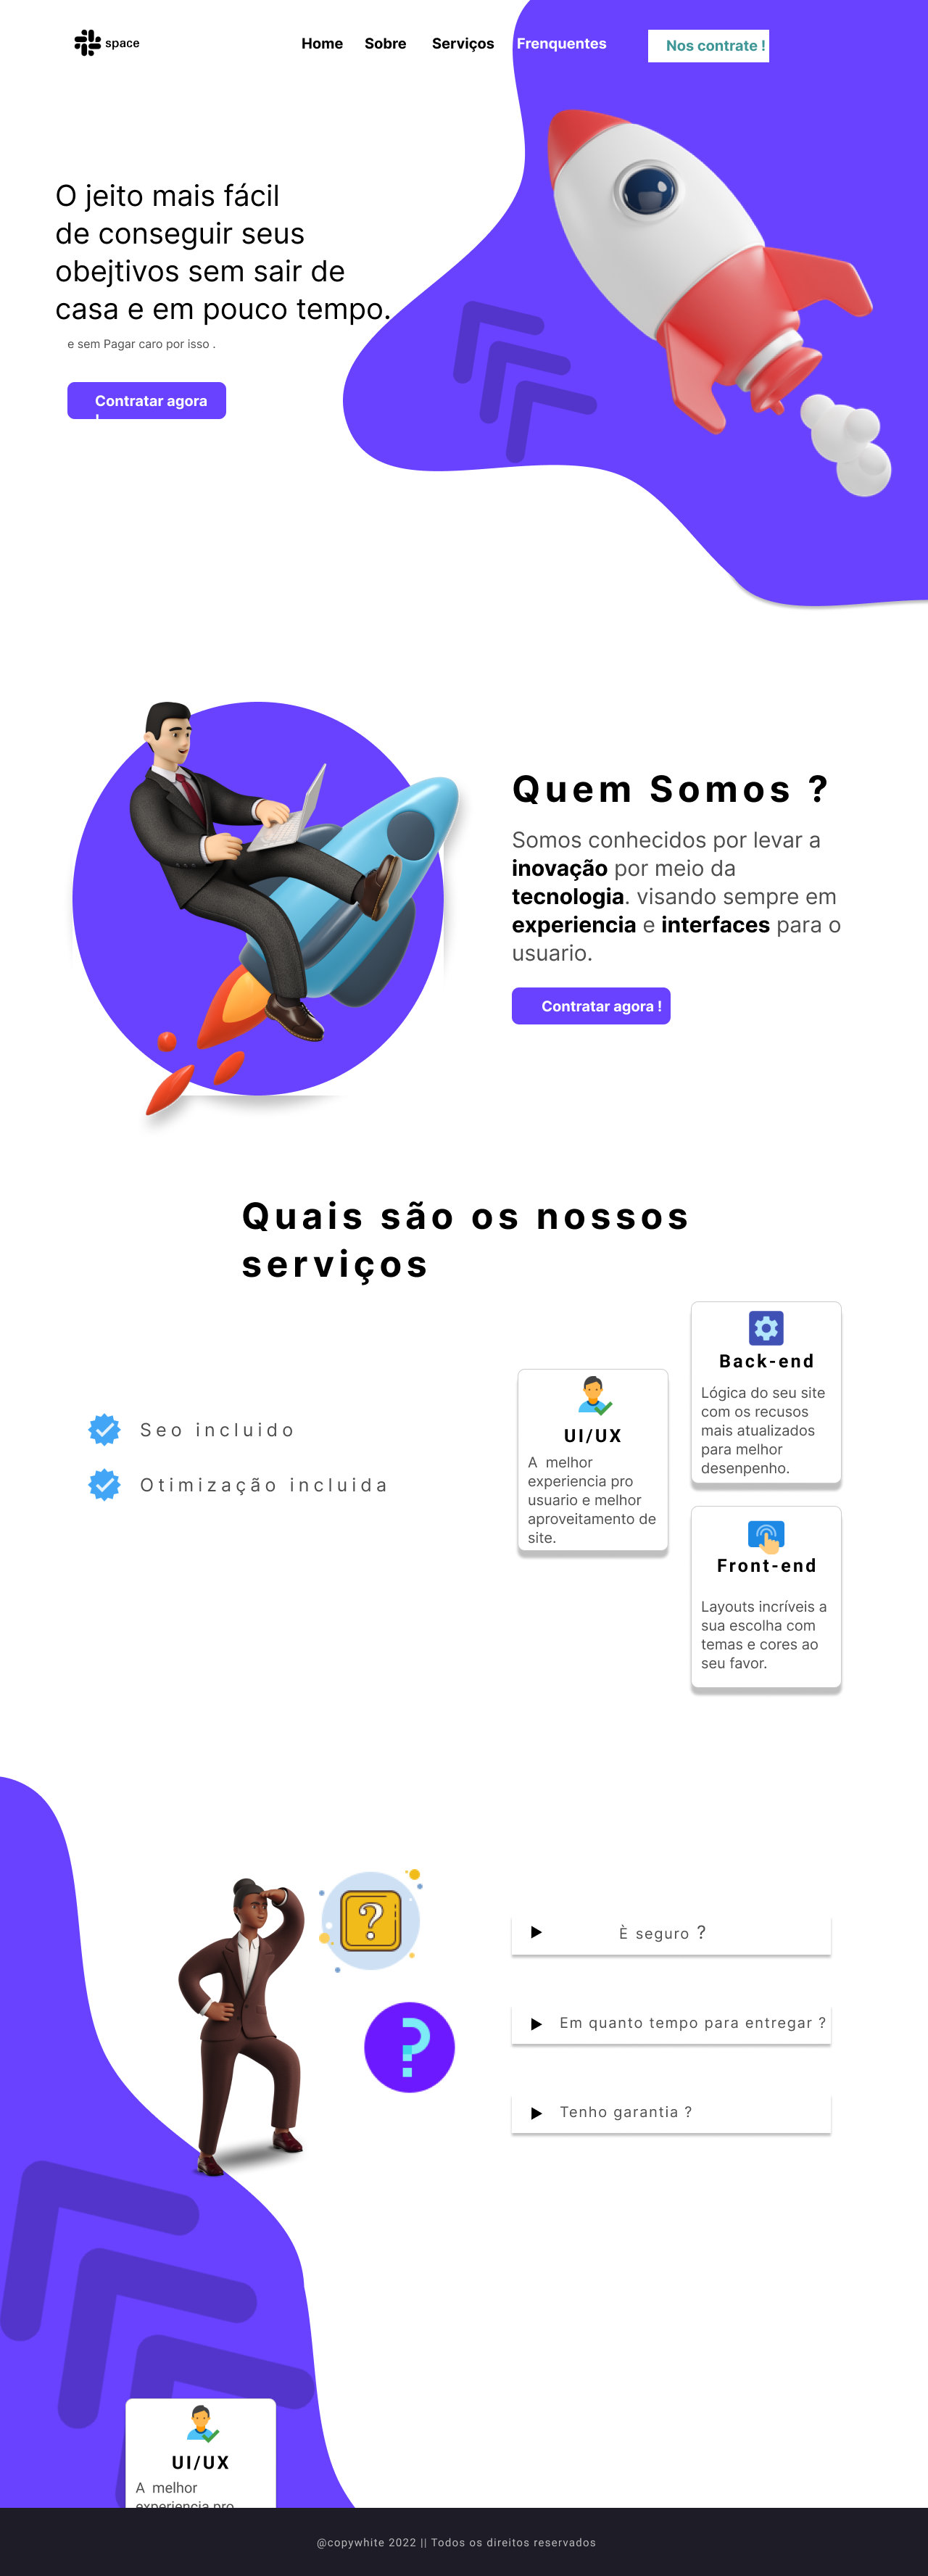 space
Home Sobre Serviços Frenquentes Nos contrate !
O jeito mais fácil
de conseguir seus
obejtivos sem sair de
casa e em pouco tempo.
e sem Pagar caro por isso .
Contratar agora
!
Quem Somos ?
Somos conhecidos por levar a
inovação por meio da
tecnologia. visando sempre em
experiencia e interfaces para o
usuario.
Contratar agora !
Quais são os nossos
serviços
Seo incluido
Otimização incluida
UI/UX
A melhor
experiencia pro
usuario e melhor
aproveitamento de
site.
Back-end
Lógica do seu site
com os recusos
mais atualizados
para melhor
desenpenho.
Front-end
Layouts incríveis a
sua escolha com
temas e cores ao
seu favor.
?
?
È seguro ?
Em quanto tempo para entregar ?
Tenho garantia ?
UI/UX
A melhor
experiencia pro
@copywhite 2022 || Todos os direitos reservados